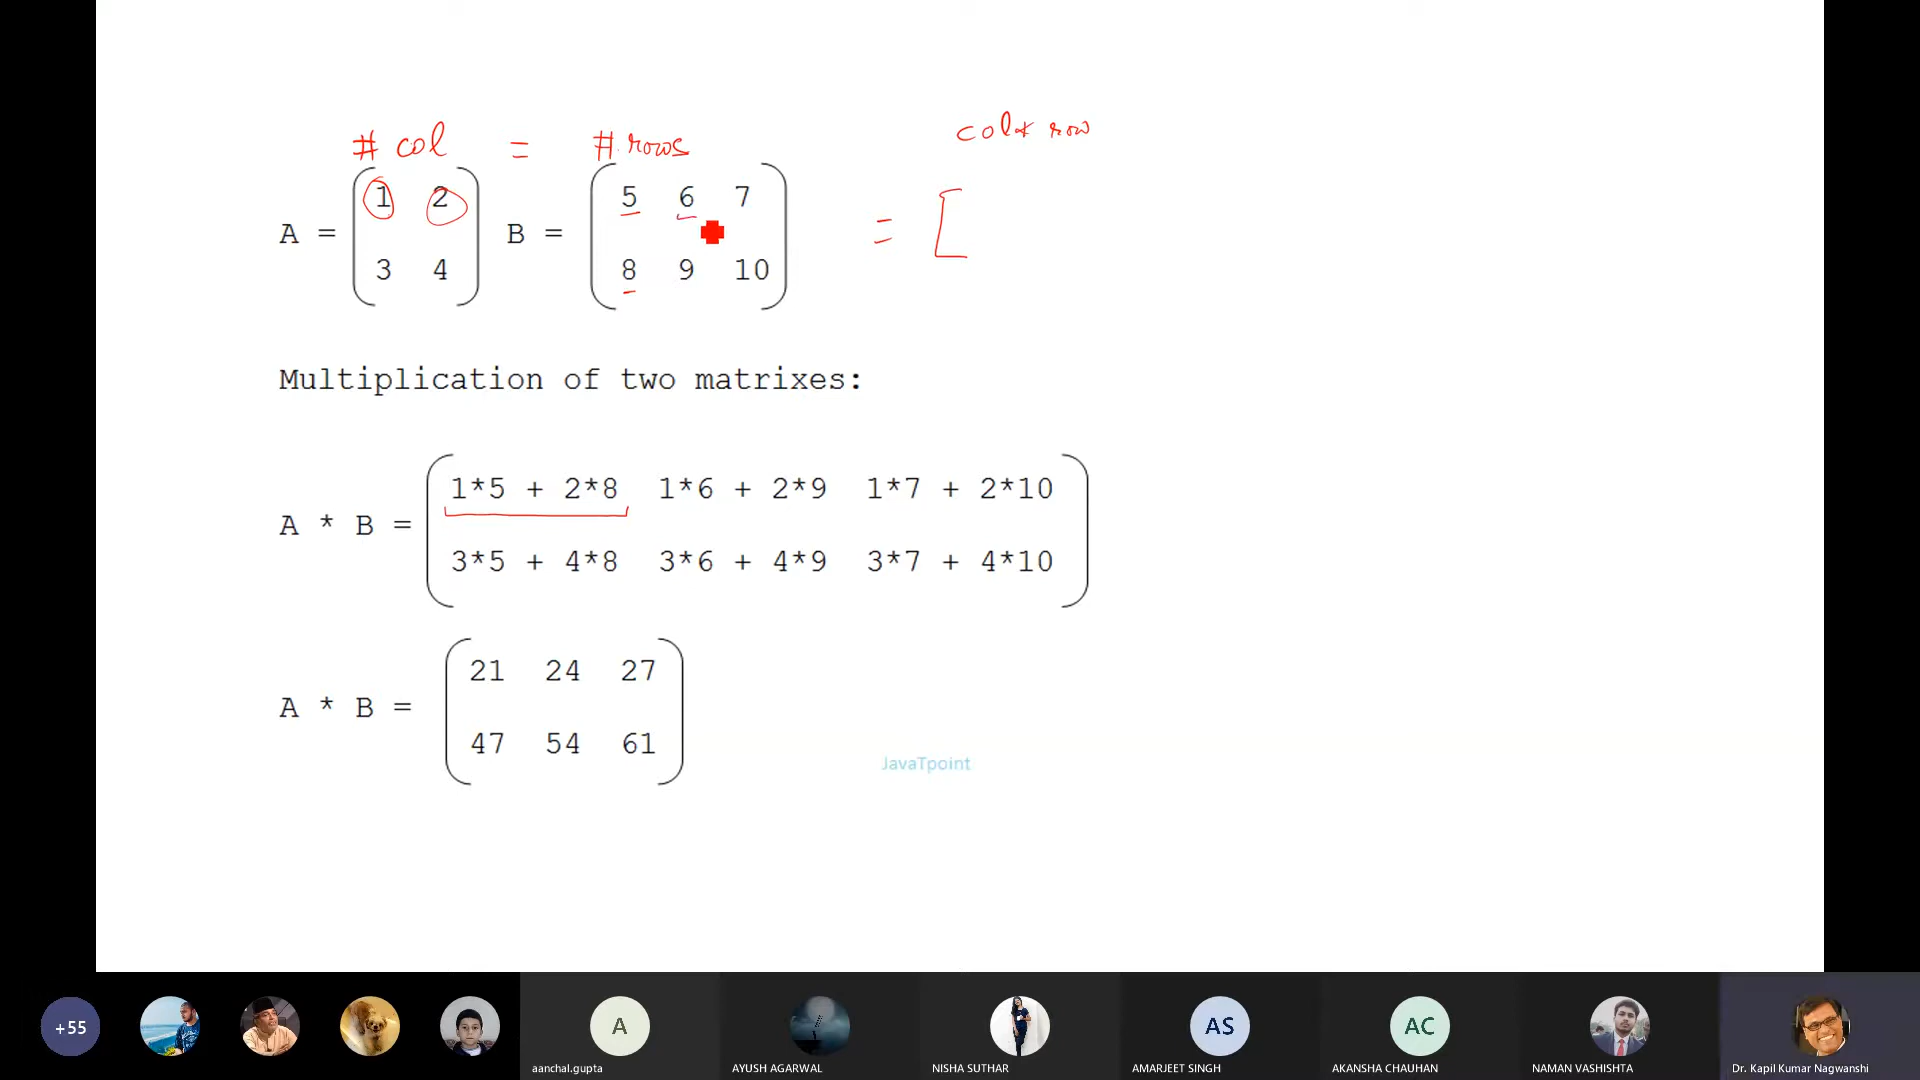 # col = # rows
col * row
A = 1 2 B = 5 6 7 = [
3 4 8 9 10
Multiplication of two matrixes:
1*5 + 2*8 1*6 + 2*9 1*7 + 2*10
A * B =
3*5 + 4*8 3*6 + 4*9 3*7 + 4*10
21 24 27
A * B =
47 54 61
JavaTpoint
+55
A
AS
AC
aanchal.gupta
AYUSH AGARWAL
NISHA SUTHAR
AMARJEET SINGH
AKANSHA CHAUHAN
NAMAN VASHISHTA
Dr. Kapil Kumar Nagwanshi